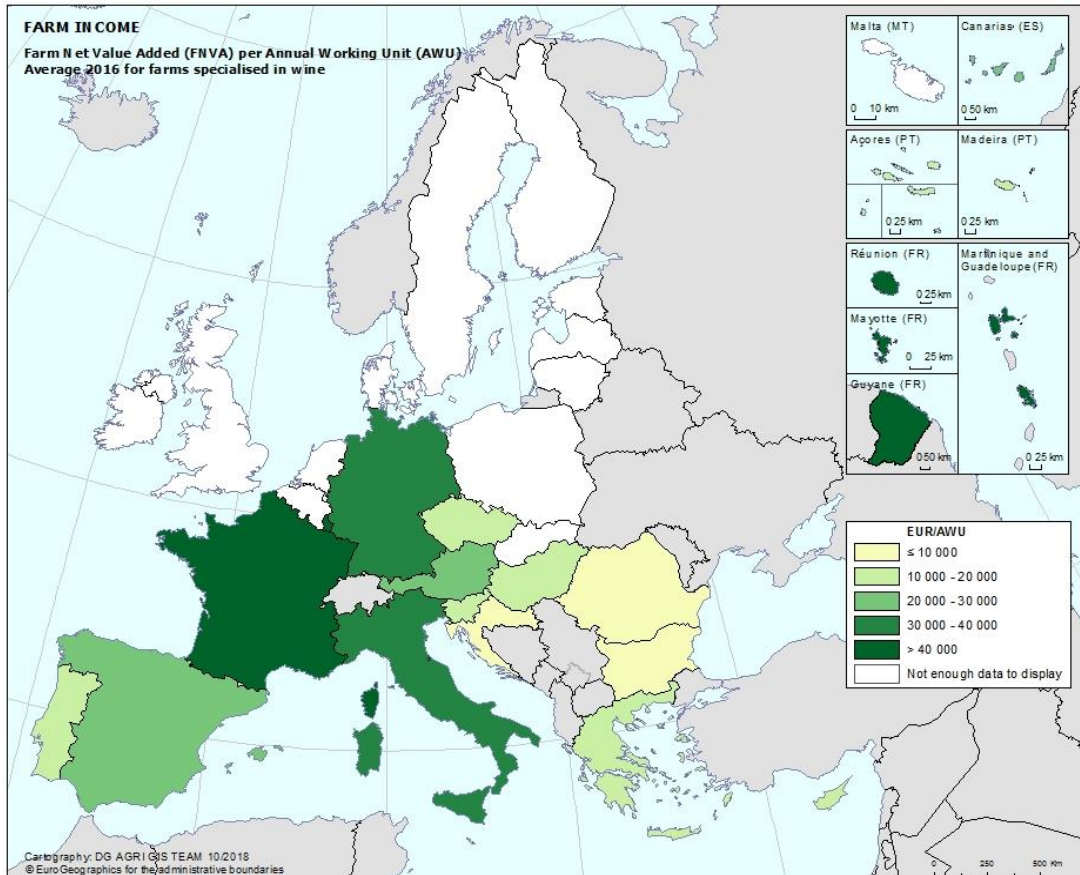 FARM INCOME
Farm Net Value Added (FNVA) per Annual Working Unit (AWU)
Average 2016 for farms specialised in wine
Malta (MT)
0 10 km
Canarias (ES)
0 50 km
Açores (PT)
0 25 km
Madeira (PT)
0 25 km
Réunion (FR)
0 25 km
Martinique and
Guadeloupe (FR)
0 25 km
Mayotte (FR)
0 25 km
Guyane (FR)
0 50 km
EUR/AWU
≤ 10 000
10 000 - 20 000
20 000 - 30 000
30 000 - 40 000
> 40 000
Not enough data to display
Cartography: DG AGRI GIS TEAM 10/2018
© EuroGeographics for the administrative boundaries
0 250 500 Km